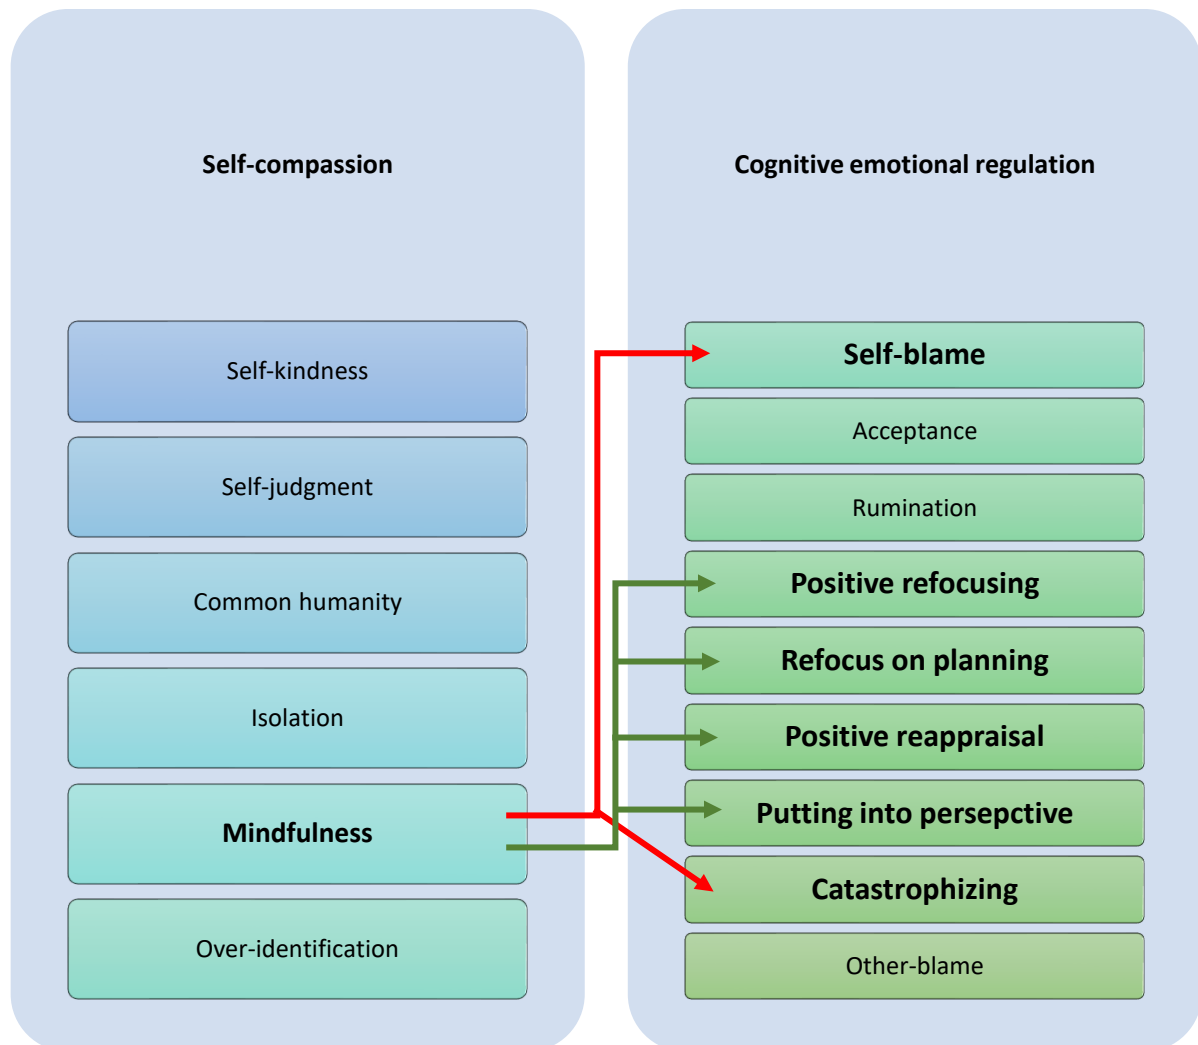 Self-compassion
Self-kindness
Self-judgment
Common humanity
Isolation
Mindfulness
Over-identification
Cognitive emotional regulation
Self-blame
Acceptance
Rumination
Positive refocusing
Refocus on planning
Positive reappraisal
Putting into persepctive
Catastrophizing
Other-blame